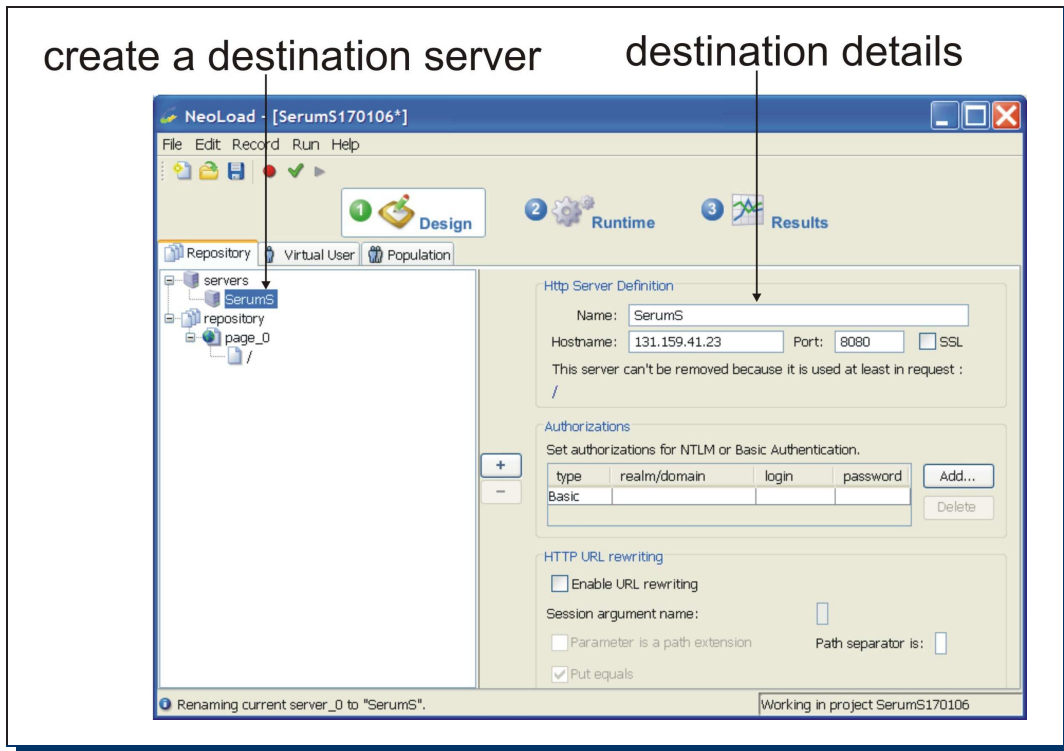 create a destination server
destination details
NeoLoad - [SerumS170106*]
File Edit Record Run Help
1 Design
2 Runtime
3 Results
Repository Virtual User Population
servers
SerumS
repository
page_0
/
Http Server Definition
Name: SerumS
Hostname: 131.159.41.23 Port: 8080 SSL
This server can't be removed because it is used at least in request :
/
Authorizations
Set authorizations for NTLM or Basic Authentication.
+
-
type realm/domain login password
Basic
Add...
Delete
HTTP URL rewriting
Enable URL rewriting
Session argument name:
Parameter is a path extension Path separator is:
Put equals
Renaming current server_0 to "SerumS".
Working in project SerumS170106